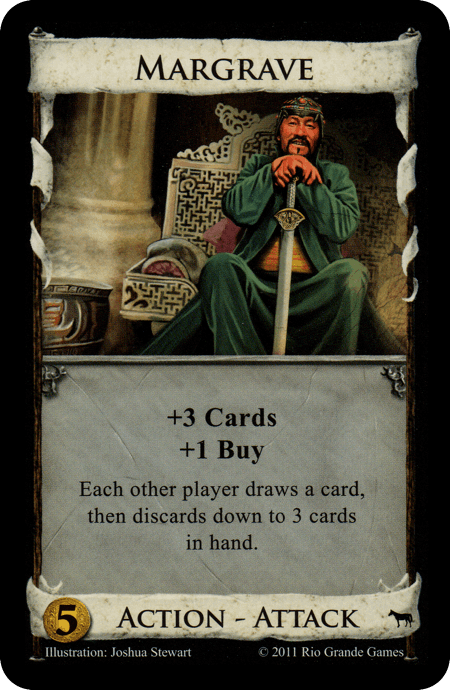 MARGRAVE
+3 Cards
+1 Buy
Each other player draws a card,
then discards down to 3 cards
in hand.
5 ACTION - ATTACK
Illustration: Joshua Stewart © 2011 Rio Grande Games